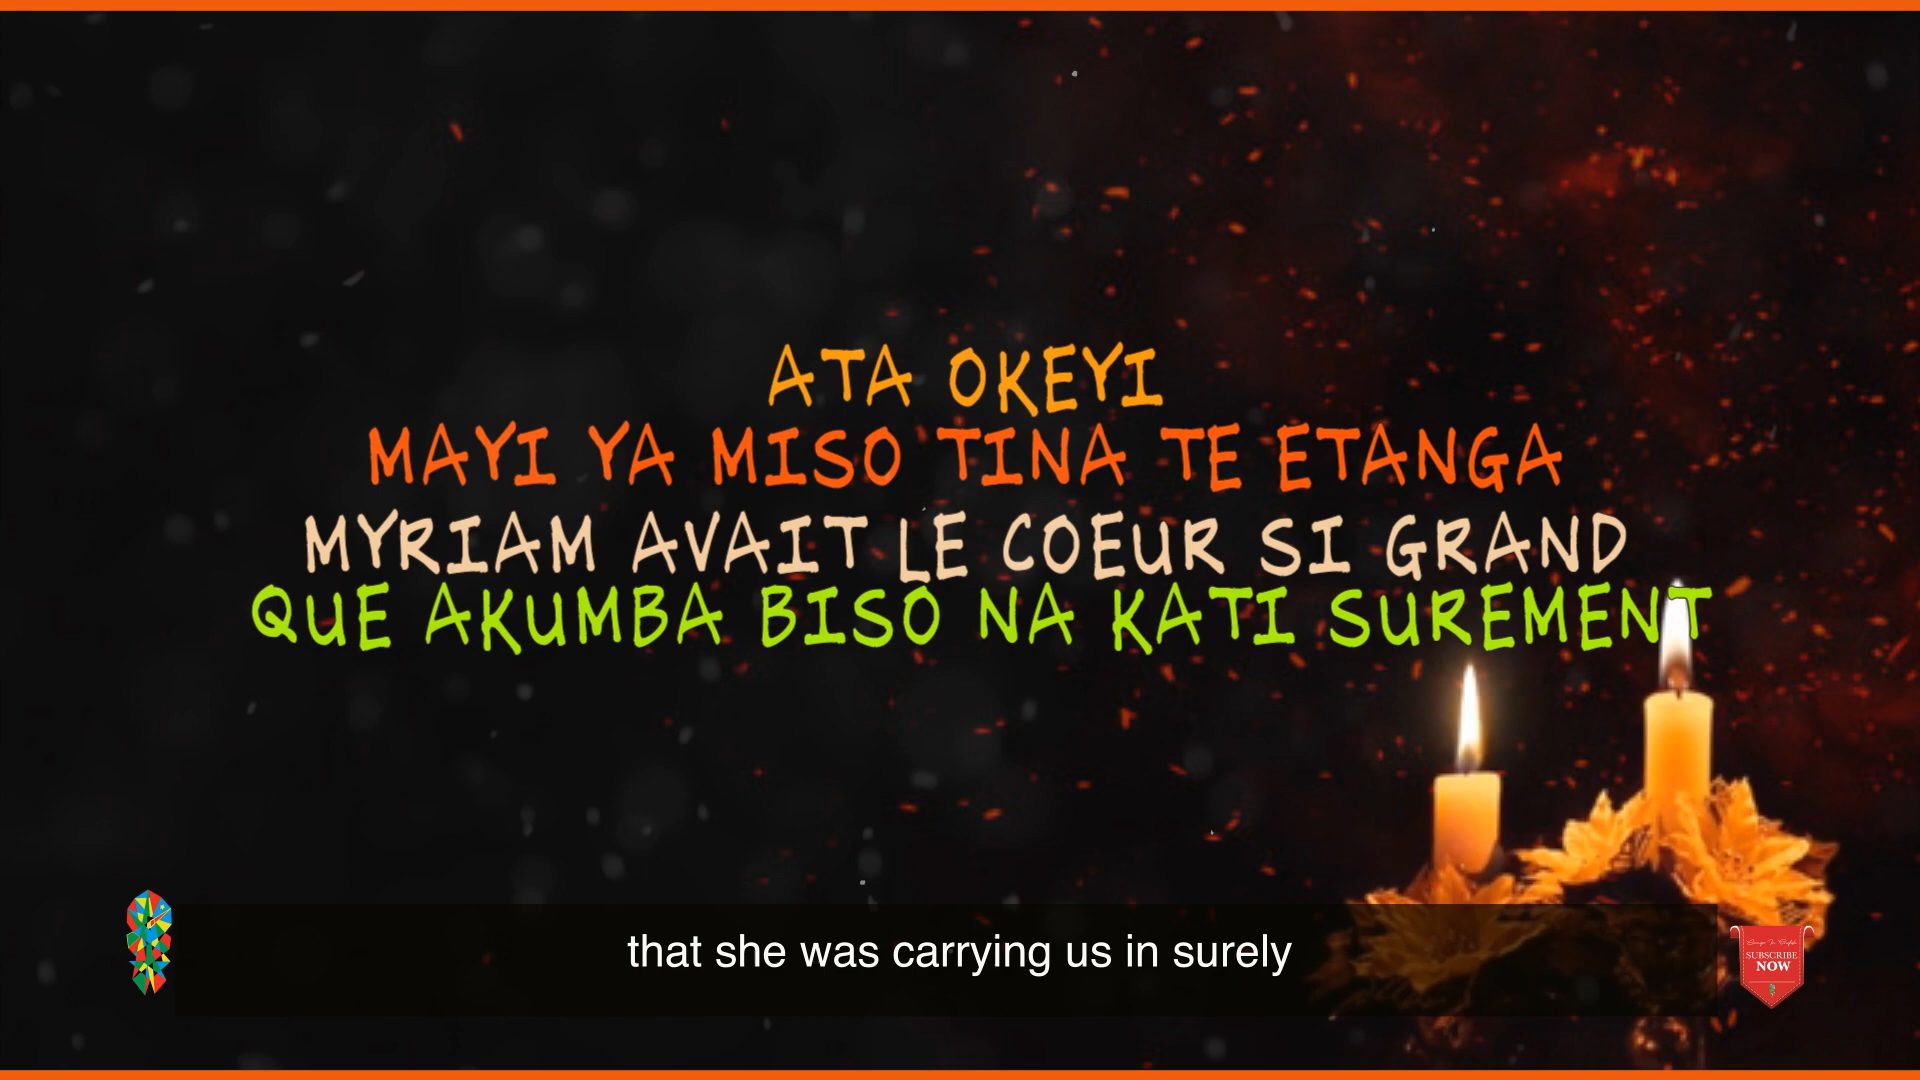 ATA OKEYI
MAYI YA MISO TINA TE ETANGA
MYRIAM AVAIT LE COEUR SI GRAND
QUE AKUMBA BISO NA KATI SUREMENT
that she was carrying us in surely
SUBSCRIBE
NOW